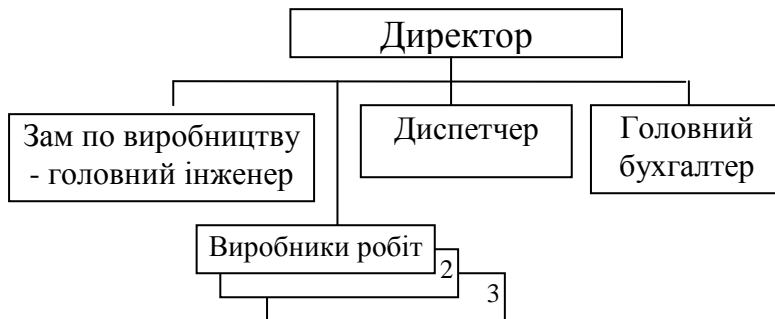 Директор
Зам по виробництву
- головний інженер
Диспетчер
Головний
бухгалтер
Виробники робіт
2
3